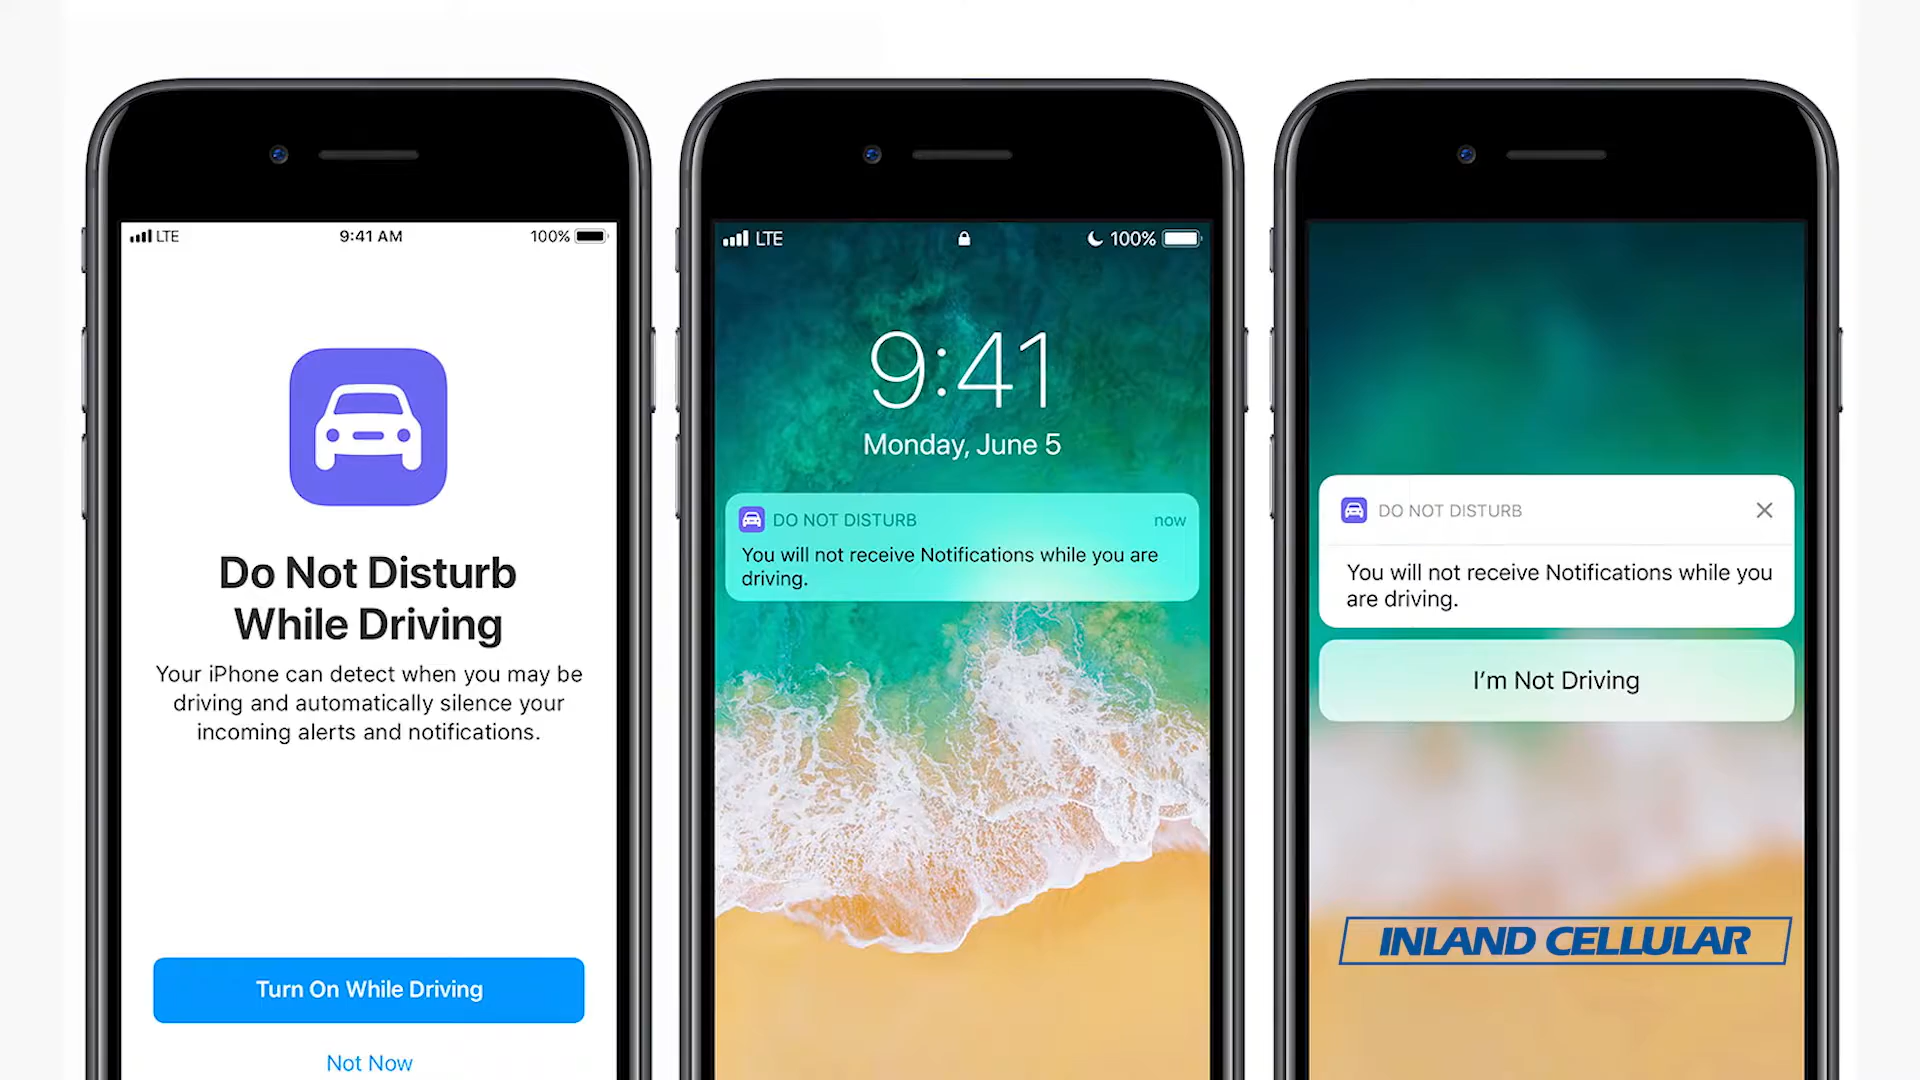 LTE 9:41 AM 100%
Do Not Disturb
While Driving
Your iPhone can detect when you may be
driving and automatically silence your
incoming alerts and notifications.
Turn On While Driving
Not Now
LTE 100%
9:41
Monday, June 5
DO NOT DISTURB now
You will not receive Notifications while you are
driving.
DO NOT DISTURB
You will not receive Notifications while you
are driving.
I’m Not Driving
INLAND CELLULAR